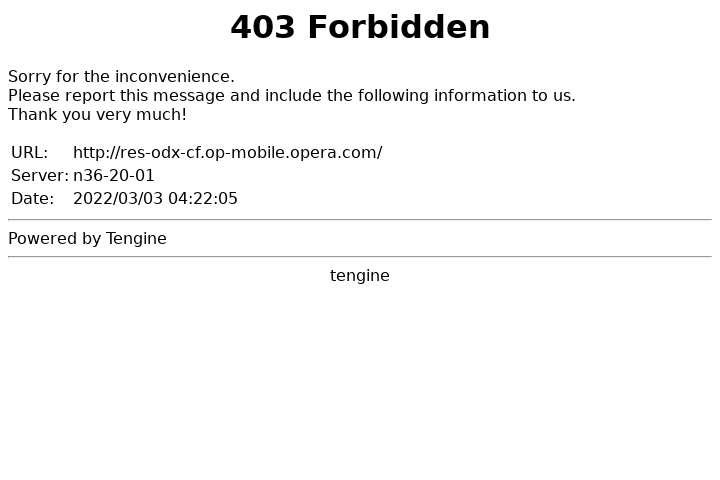 403 Forbidden
Sorry for the inconvenience.
Please report this message and include the following information to us.
Thank you very much!
URL: http://res-odx-cf.op-mobile.opera.com/
Server: n36-20-01
Date: 2022/03/03 04:22:05
Powered by Tengine
tengine